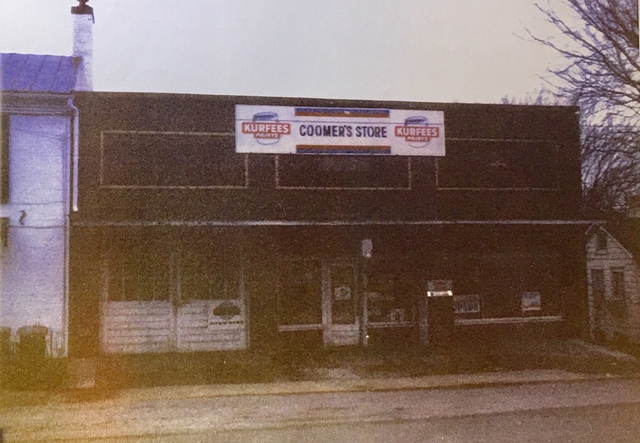 KURFEES
PAINTS
COOMER'S STORE
KURFEES
PAINTS